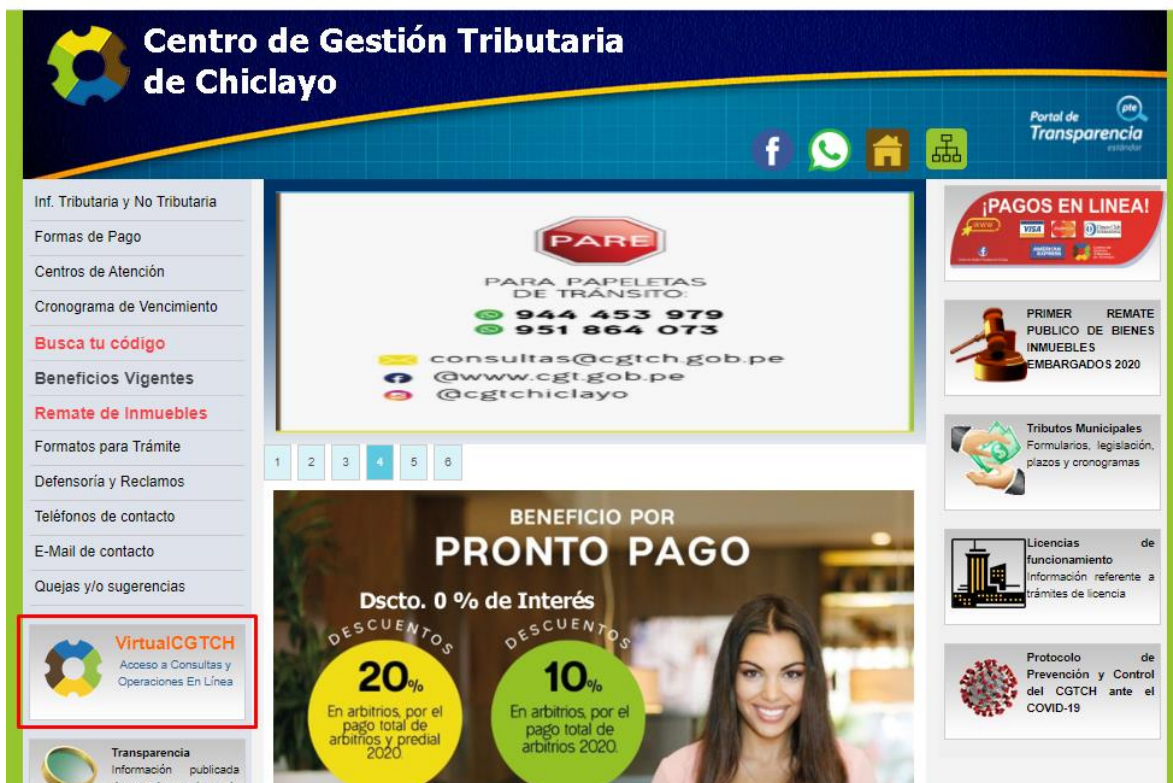 Centro de Gestión Tributaria
de Chiclayo
Portal de
pte
Transparencia
estándar
Inf. Tributaria y No Tributaria
Formas de Pago
Centros de Atención
Cronograma de Vencimiento
Busca tu código
Beneficios Vigentes
Remate de Inmuebles
Formatos para Trámite
Defensoría y Reclamos
Teléfonos de contacto
E-Mail de contacto
Quejas y/o sugerencias
VirtualCGTCH
Acceso a Consultas y
Operaciones En Línea
Transparencia
Información publicada
PARE
PARA PAPELETAS
DE TRÁNSITO:
944 453 979
951 864 073
consultas@cgtch.gob.pe
@www.cgt.gob.pe
@cgtchiclayo
1 2 3 4 5 6
BENEFICIO POR
PRONTO PAGO
Dscto. 0 % de Interés
DESCUENTOS
20%
En arbitrios, por el
pago total de
arbitrios y predial
2020.
DESCUENTOS
10%
En arbitrios, por el
pago total de
arbitrios 2020.
¡PAGOS EN LINEA!
www
VISA
AMERICAN
EXPRESS
PRIMER REMATE
PUBLICO DE BIENES
INMUEBLES
EMBARGADOS 2020
Tributos Municipales
Formularios, legislación,
plazos y cronogramas
Licencias de
funcionamiento
Información referente a
trámites de licencia
Protocolo de
Prevención y Control
del CGTCH ante el
COVID-19